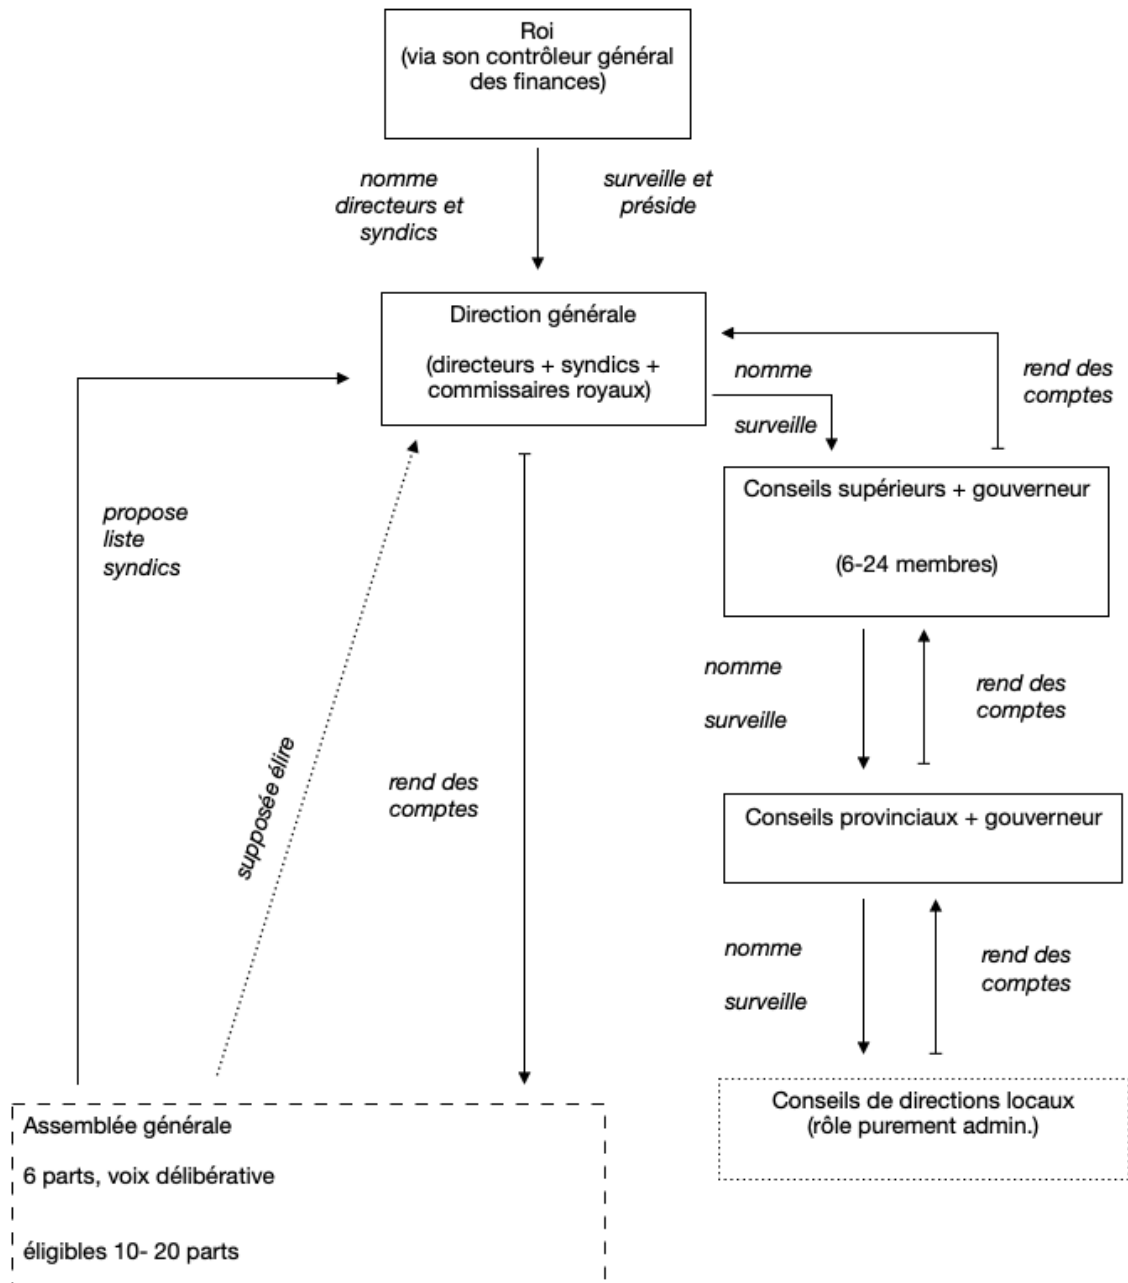 Roi
(via son contrôleur général
des finances)
nomme
directeurs et
syndics
surveille et
préside
Direction générale
(directeurs + syndics +
commissaires royaux)
nomme
surveille
rend des
comptes
propose
liste
syndics
Conseils supérieurs + gouverneur
(6-24 membres)
supposée élire
rend des
comptes
nomme
surveille
rend des
comptes
Conseils provinciaux + gouverneur
nomme
surveille
rend des
comptes
Conseils de directions locaux
(rôle purement admin.)
Assemblée générale
6 parts, voix délibérative
éligibles 10- 20 parts